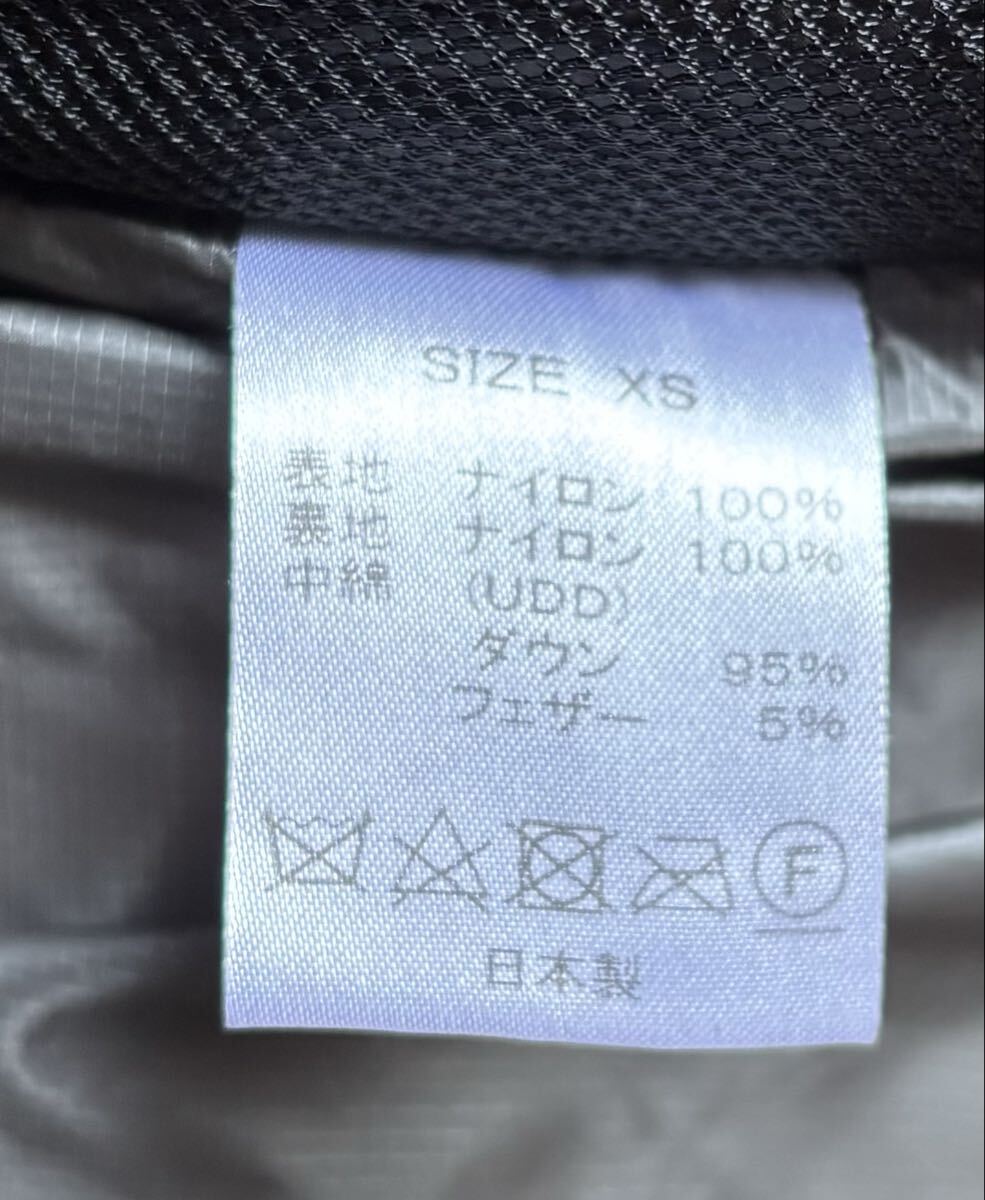 SIZE XS
表地 ナイロン 100%
表地 ナイロン 100%
中綿 (UDD)
ダウン 95%
フェザー 5%
F
日本製